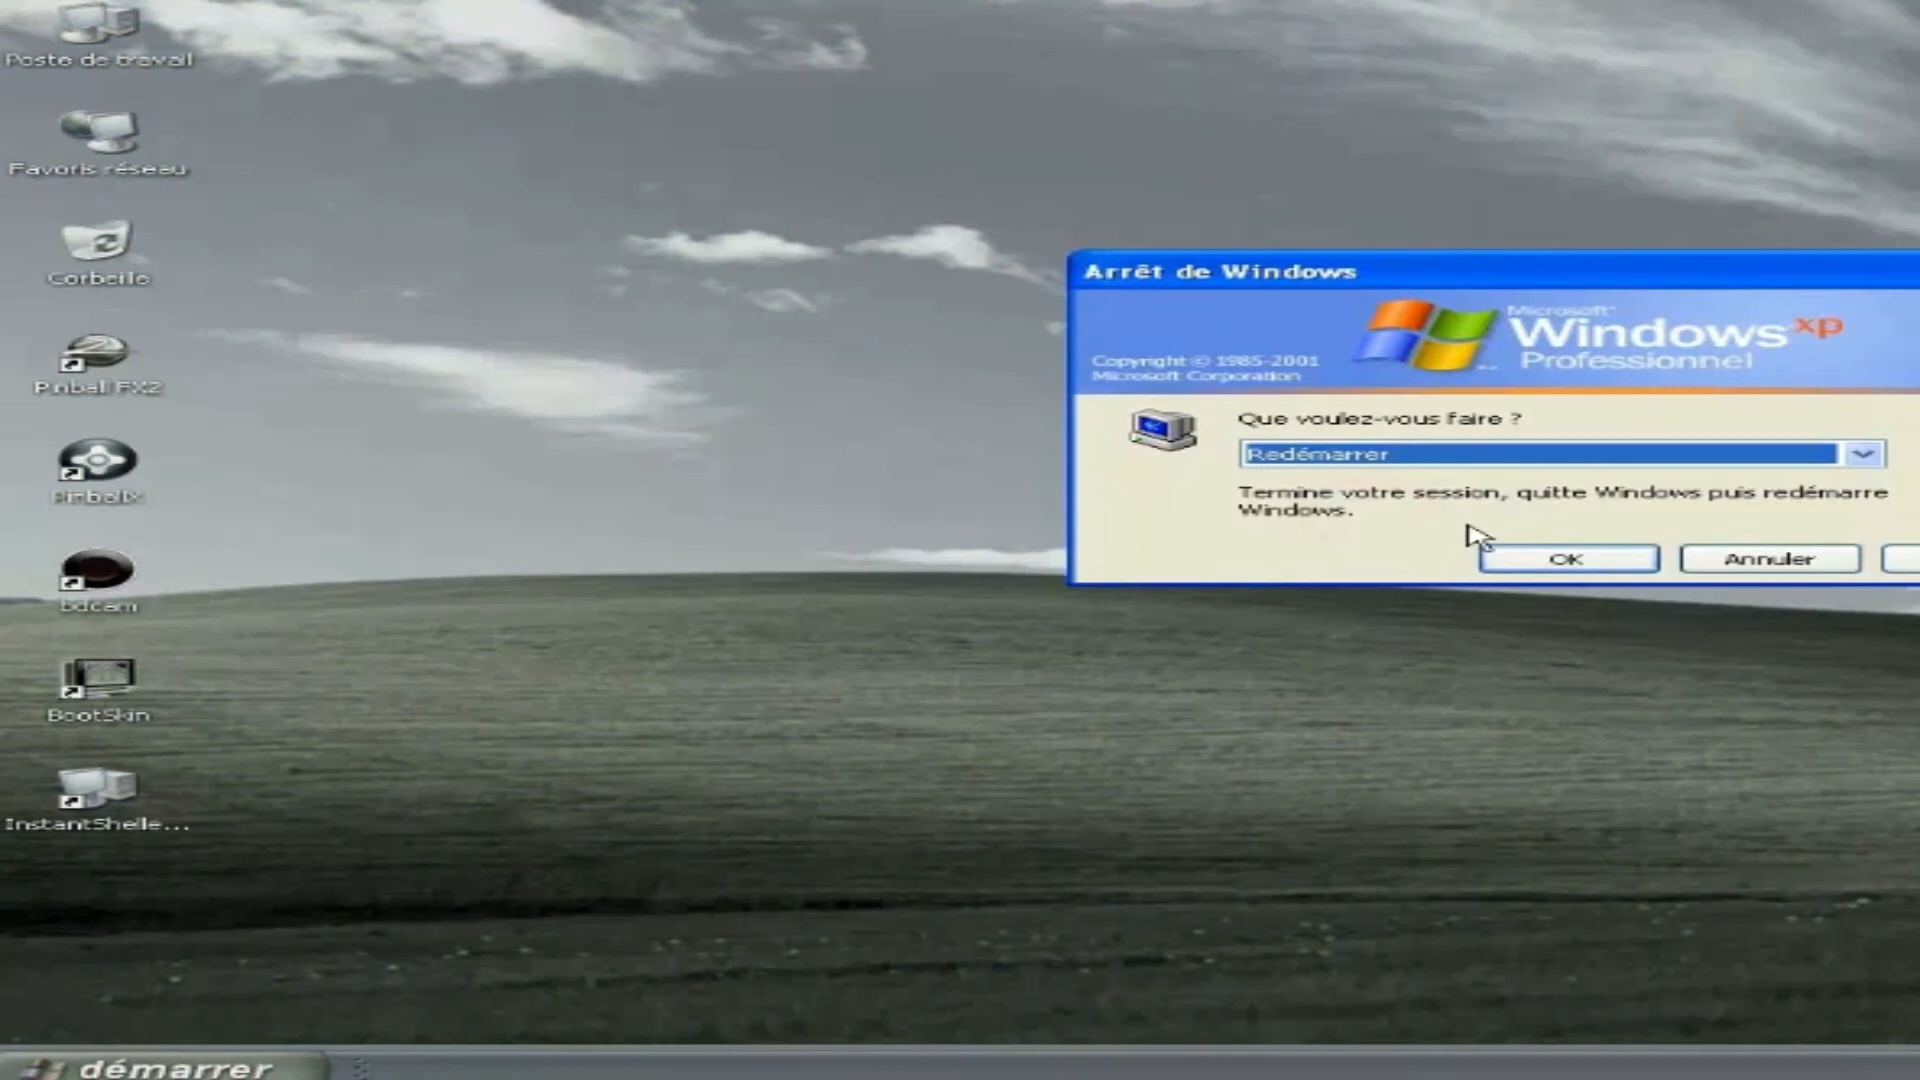 Poste de travail
Favoris réseau
Corbeille
Pinball FX2
PinballX
bdcam
BootSkin
InstantShelle...
Arrêt de Windows
Microsoft
Windows xp
Professionnel
Copyright © 1985-2001
Microsoft Corporation
Que voulez-vous faire ?
Redémarrer
Termine votre session, quitte Windows puis redémarre
Windows.
OK
Annuler
démarrer